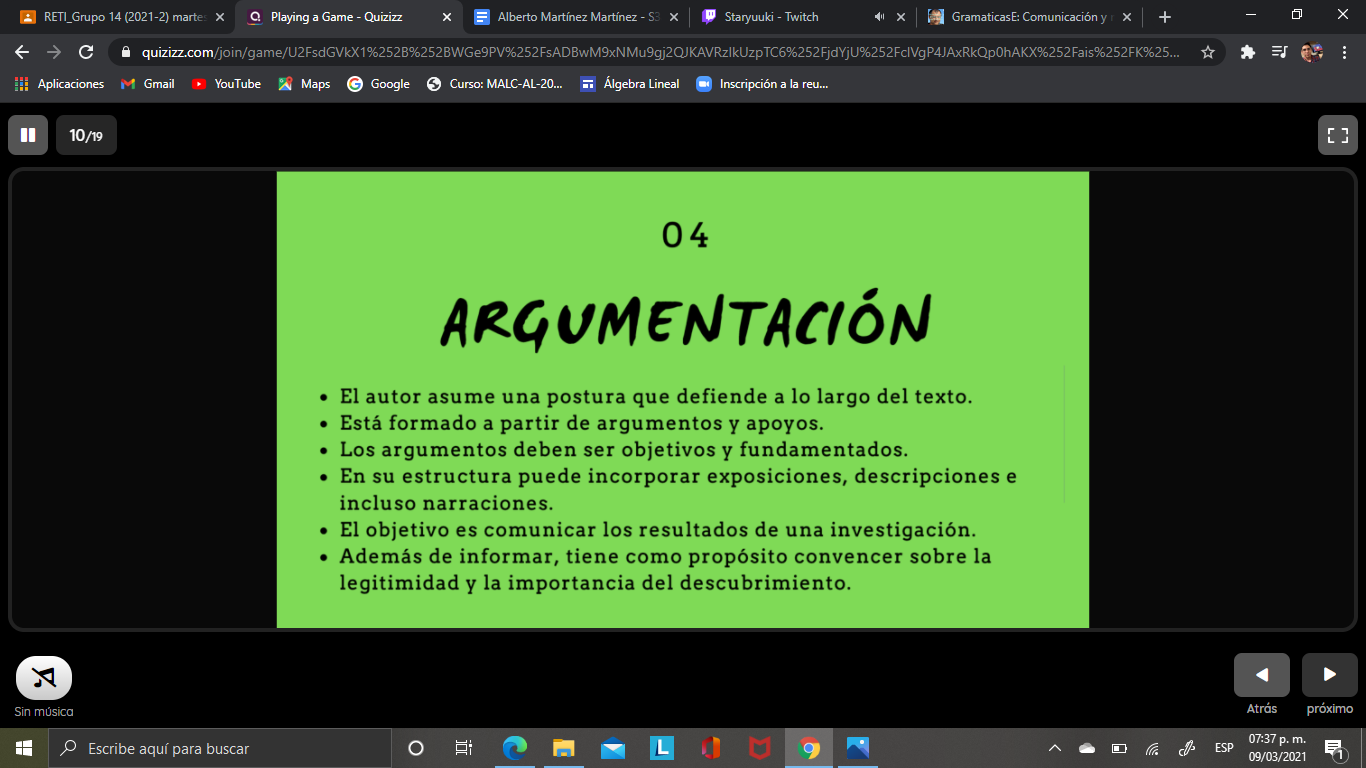 RETI_Grupo 14 (2021-2) martes
Playing a Game - Quizizz
Alberto Martínez Martínez - S3
Staryuuki - Twitch
GramaticasE: Comunicación y r
quizizz.com/join/game/U2FsdGVkX1%252B%252BWGe9PV%252FsADBwM9xNMu9gj2QJKAVRzIkUzpTC6%252FjdYjU%252FclVgP4JAxRkQp0hAKX%252Fais%252FK%25...
Aplicaciones
Gmail
YouTube
Maps
Google
Curso: MALC-AL-20...
Álgebra Lineal
Inscripción a la reu...
10/19
04
ARGUMENTACIÓN
• El autor asume una postura que defiende a lo largo del texto.
• Está formado a partir de argumentos y apoyos.
• Los argumentos deben ser objetivos y fundamentados.
• En su estructura puede incorporar exposiciones, descripciones e
incluso narraciones.
• El objetivo es comunicar los resultados de una investigación.
• Además de informar, tiene como propósito convencer sobre la
legitimidad y la importancia del descubrimiento.
Sin música
Atrás
próximo
Escribe aquí para buscar
L
ESP
07:37 p. m.
09/03/2021
1